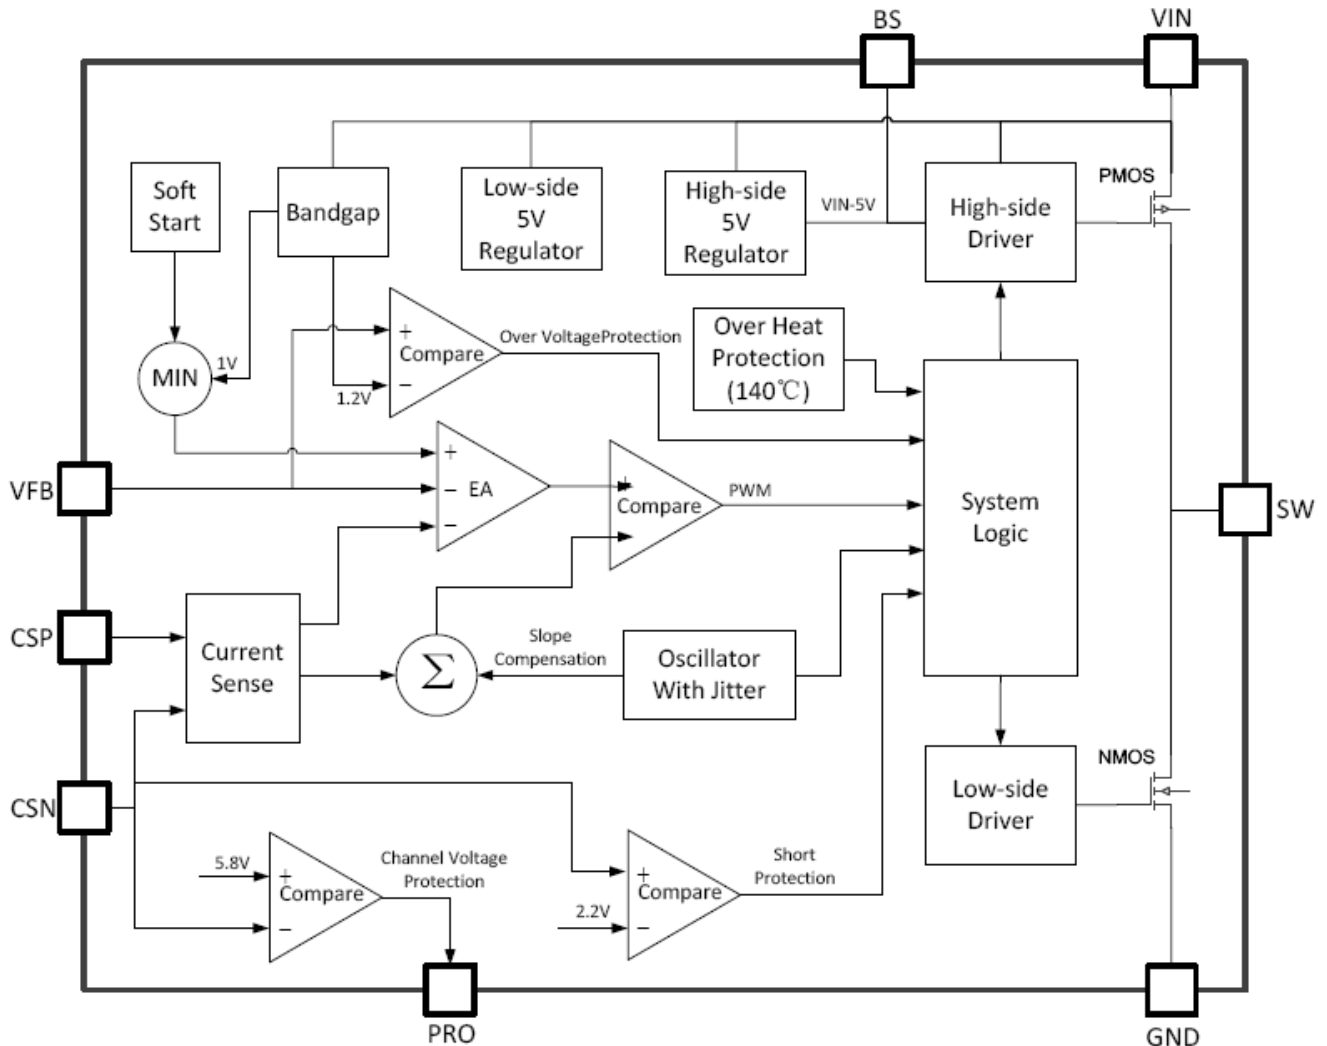 BS
VIN
Soft
Start
Bandgap
Low-side
5V
Regulator
High-side
5V
Regulator
VIN-5V
High-side
Driver
PMOS
MIN
1V
+
Compare
−
1.2V
Over VoltageProtection
Over Heat
Protection
(140℃)
VFB
+
−
EA
−
+
Compare
PWM
System
Logic
SW
CSP
Current
Sense
Σ
Slope
Compensation
Oscillator
With Jitter
CSN
Low-side
Driver
NMOS
5.8V
+
Compare
−
Channel Voltage
Protection
+
Compare
2.2V
−
Short
Protection
PRO
GND